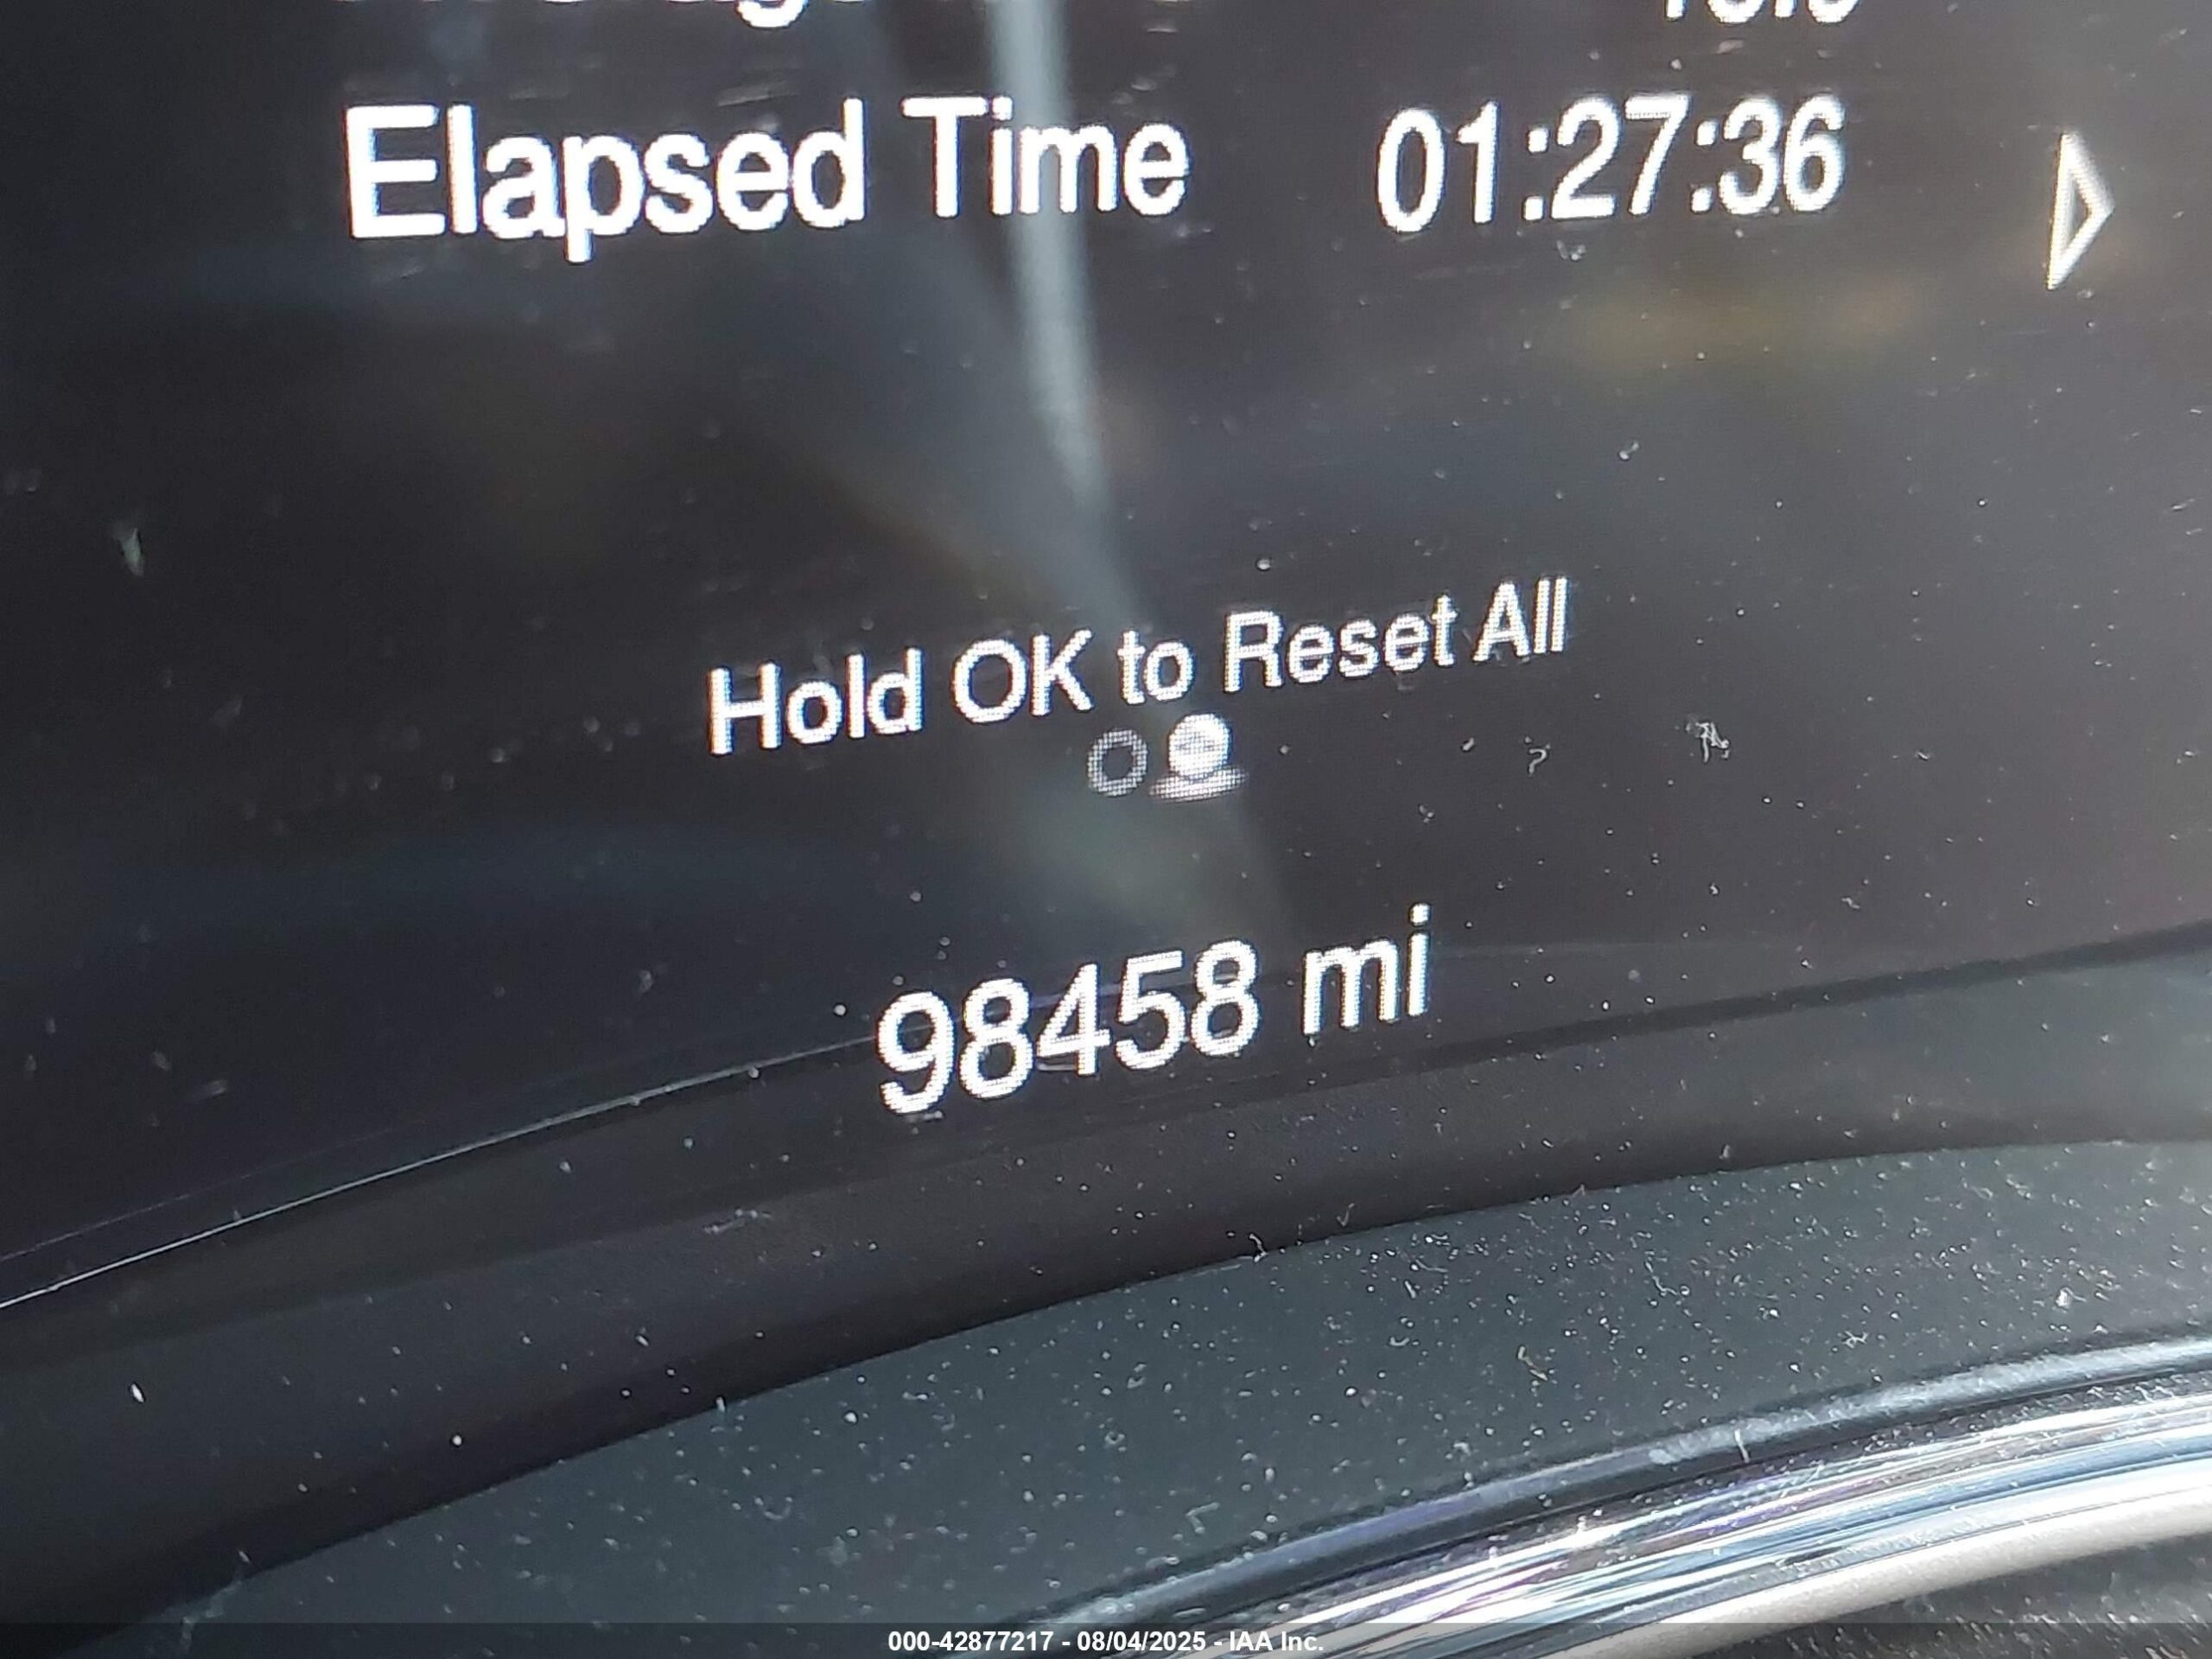 Elapsed Time 01:27:36
Hold OK to Reset All
98458 mi
000-42877217 - 08/04/2025 - IAA Inc.